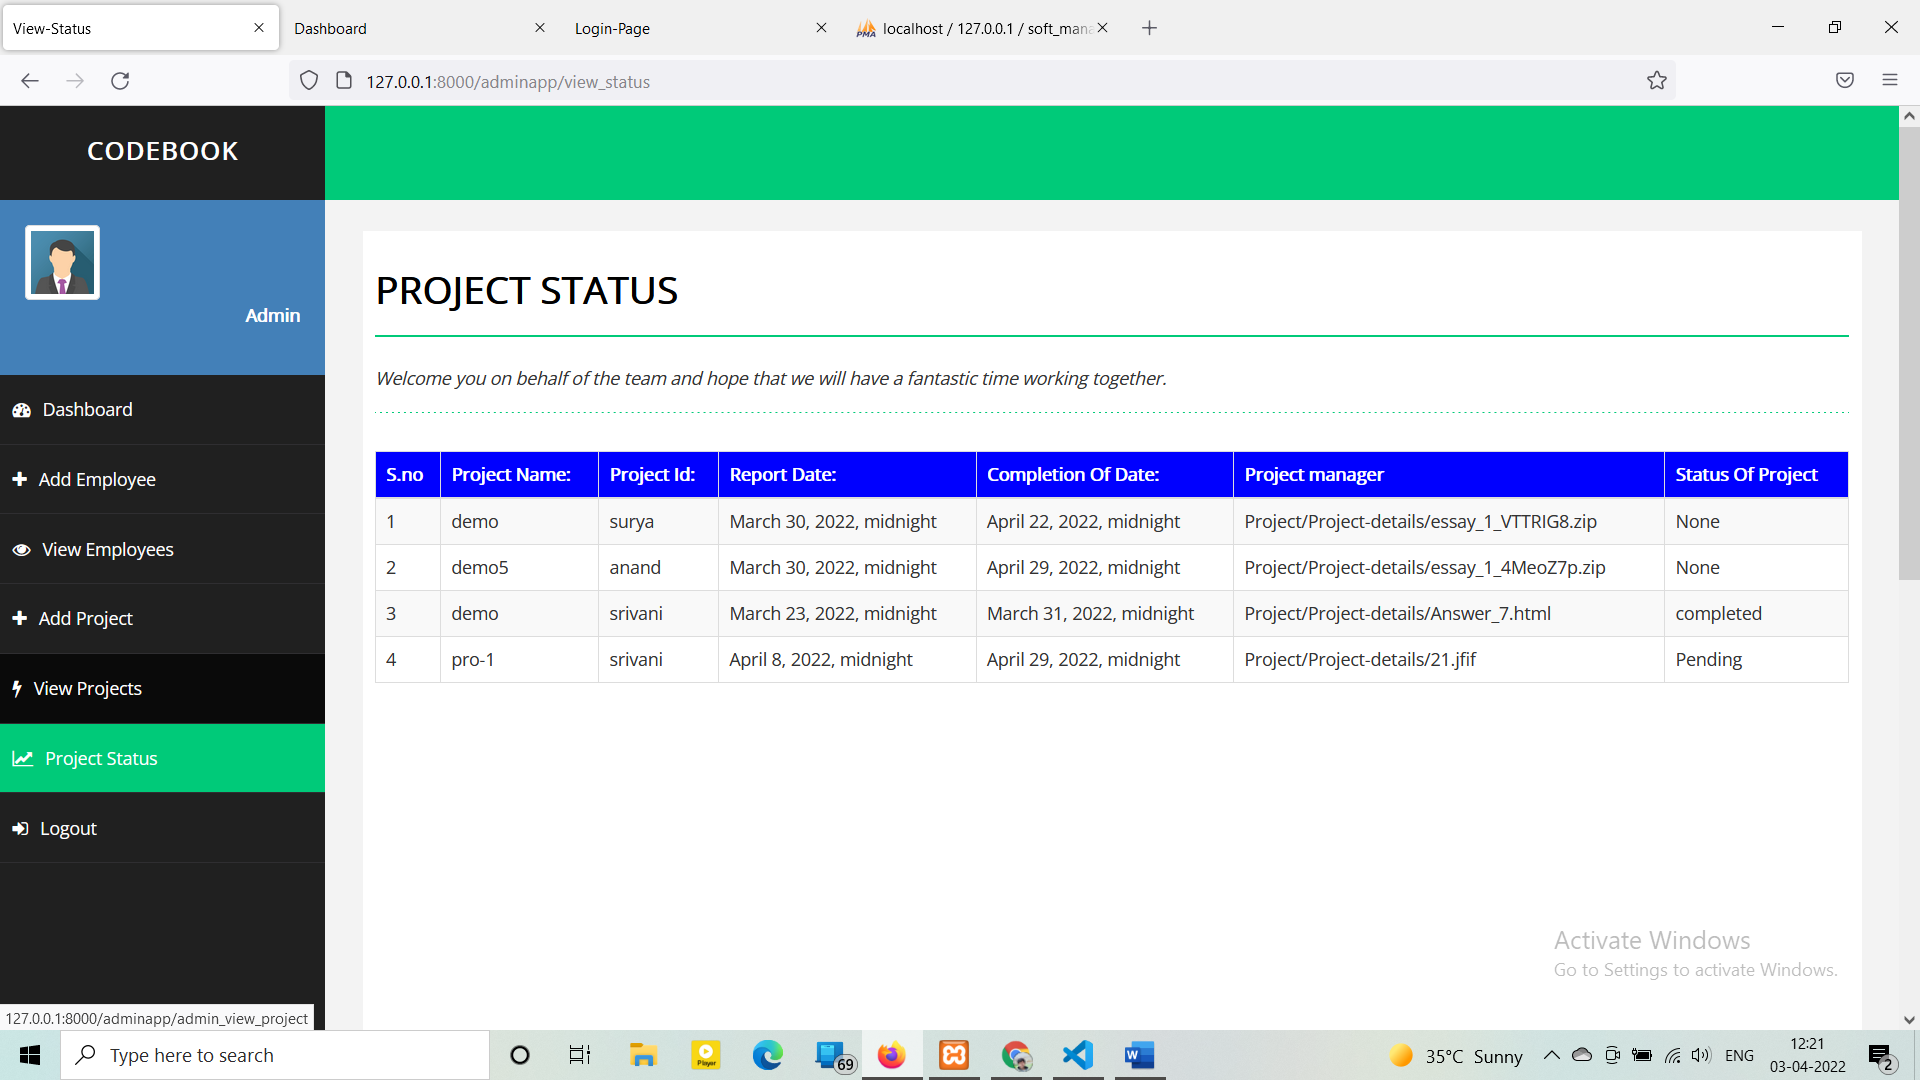 View-Status
Dashboard
Login-Page
localhost / 127.0.0.1 / soft_mana
127.0.0.1:8000/adminapp/view_status
CODEBOOK
Admin
Dashboard
Add Employee
View Employees
Add Project
View Projects
Project Status
Logout
PROJECT STATUS
Welcome you on behalf of the team and hope that we will have a fantastic time working together.
S.no Project Name: Project Id: Report Date: Completion Of Date: Project manager Status Of Project
1 demo surya March 30, 2022, midnight April 22, 2022, midnight Project/Project-details/essay_1_VTTRIG8.zip None
2 demo5 anand March 30, 2022, midnight April 29, 2022, midnight Project/Project-details/essay_1_4MeoZ7p.zip None
3 demo srivani March 23, 2022, midnight March 31, 2022, midnight Project/Project-details/Answer_7.html completed
4 pro-1 srivani April 8, 2022, midnight April 29, 2022, midnight Project/Project-details/21.jfif Pending
Activate Windows
Go to Settings to activate Windows.
127.0.0.1:8000/adminapp/admin_view_project
Type here to search
Player
69
W
35°C Sunny
ENG
12:21
03-04-2022
2